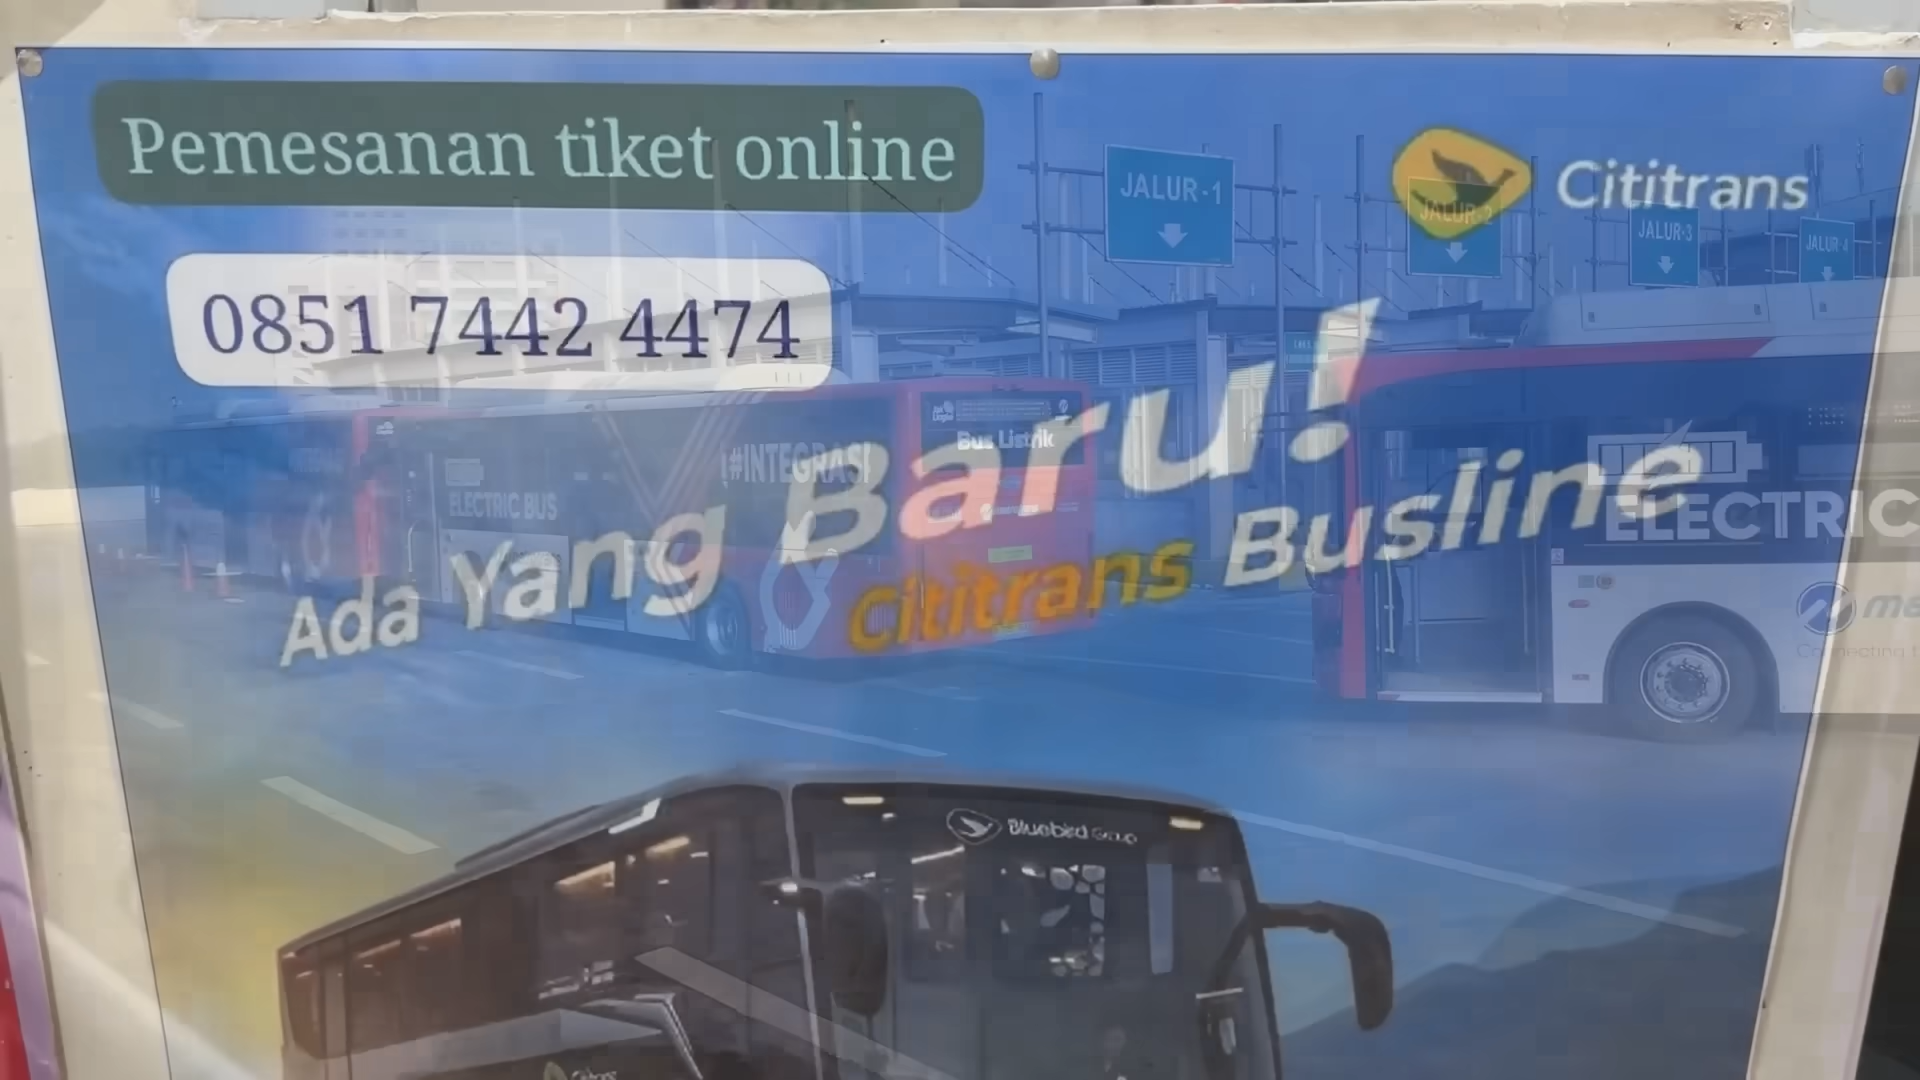 Pemesanan tiket online
0851 7442 4474
Cititrans
JALUR-1
JALUR-2
JALUR-3
JALUR-4
Ada Yang Baru!
Cititrans Busline
Bus Listrik
#INTEGRASI
ELECTRIC BUS
ELECTRIC
Bluebird Group